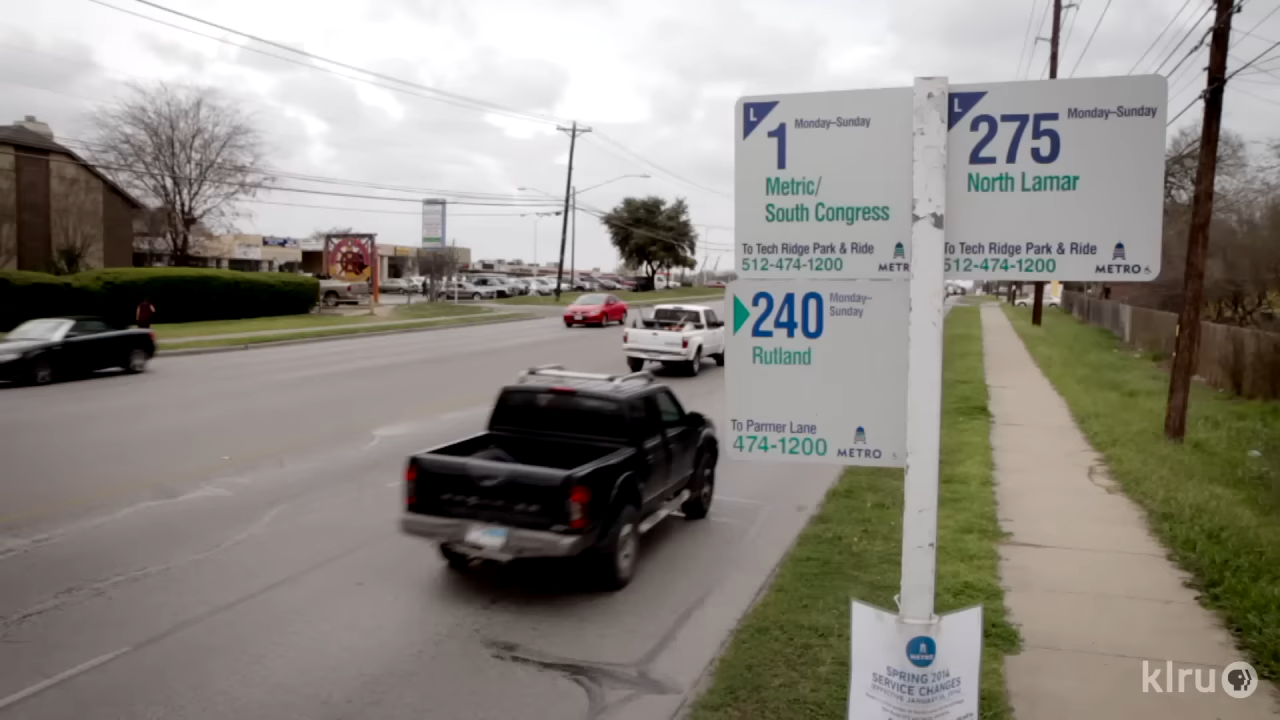 L
1 Monday–Sunday
Metric/
South Congress
To Tech Ridge Park & Ride
512-474-1200
METR
L
275 Monday–Sunday
North Lamar
To Tech Ridge Park & Ride
512-474-1200
METRO
240 Monday–
Sunday
Rutland
To Parmer Lane
474-1200
METRO
METRO
SPRING 2014
SERVICE CHANGES
klru